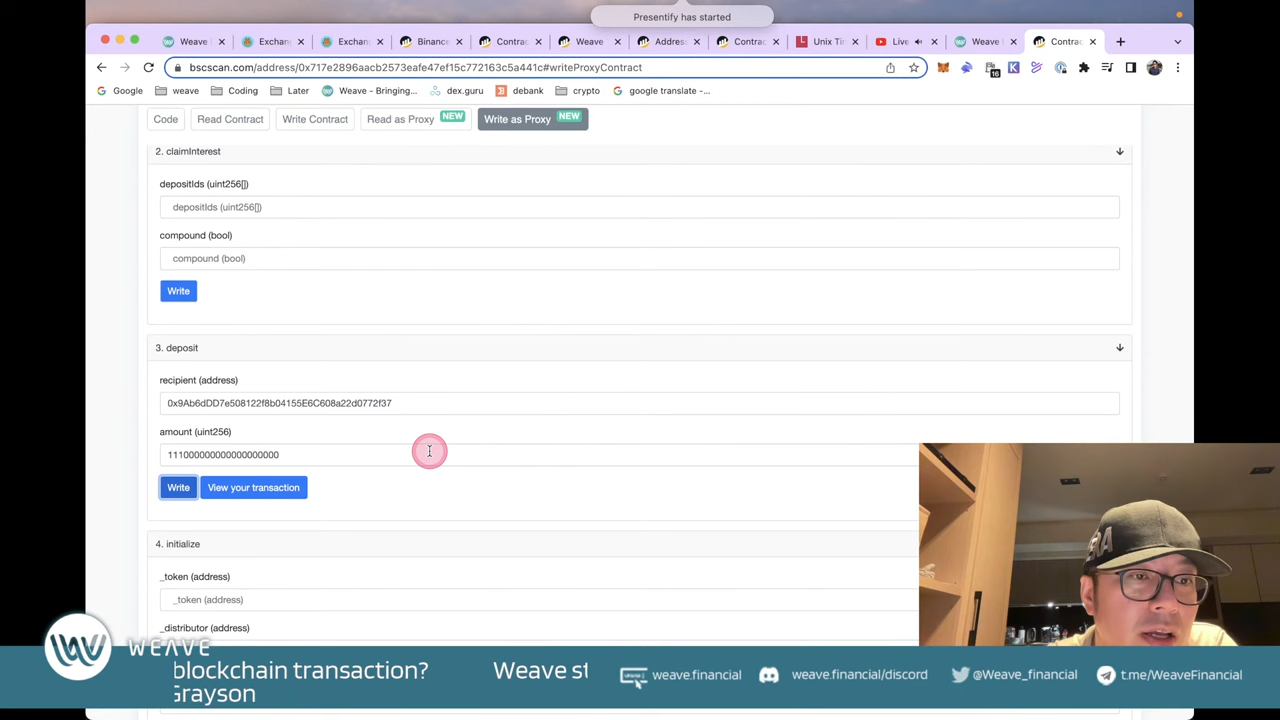 Presentify has started
Weave
Exchan
Exchan
Binanc
Contrac
Weave
Addres
Contrac
Unix Tir
Live
Weave
Contrac
bscscan.com/address/0x717e2896aacb2573eafe47ef15c772163c5a441c#writeProxyContract
16
Google
weave
Coding
Later
Weave - Bringing...
dex.guru
debank
crypto
google translate -...
Code
Read Contract
Write Contract
Read as Proxy NEW
Write as Proxy NEW
2. claimInterest
depositIds (uint256[])
depositIds (uint256[])
compound (bool)
compound (bool)
Write
3. deposit
recipient (address)
0x9Ab6dDD7e508122f8b04155E6C608a22d0772f37
amount (uint256)
Write
View your transaction
4. initialize
_token (address)
_token (address)
_distributor (address)
WEAVE
blockchain transaction?
Grayson
Weave st
weave.financial
weave.financial/discord
@Weave_financial
t.me/WeaveFinancial